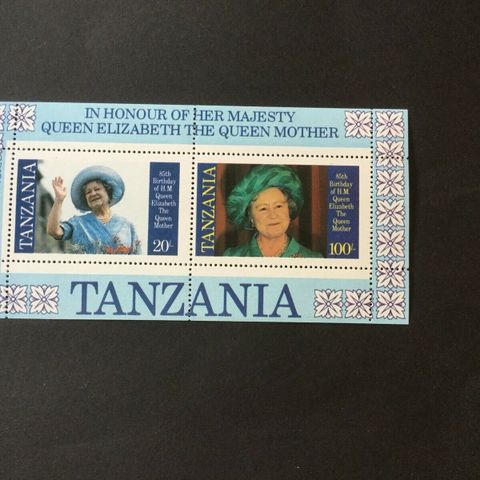 IN HONOUR OF HER MAJESTY
QUEEN ELIZABETH THE QUEEN MOTHER
TANZANIA
85th
Birthday
of H.M.
Queen
Elizabeth
The
Queen
Mother
20/-
TANZANIA
85th
Birthday
of H.M.
Queen
Elizabeth
The
Queen
Mother
100/-
TANZANIA